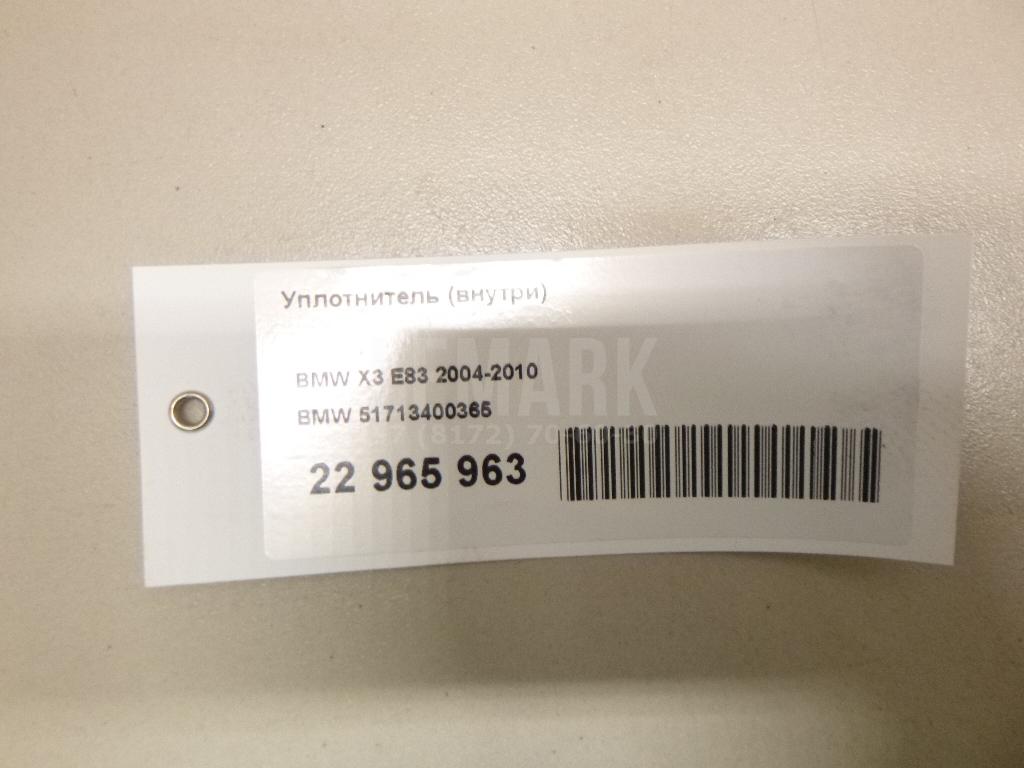 Уплотнитель (внутри)
BMW X3 E83 2004-2010
BMW 51713400365
22 965 963